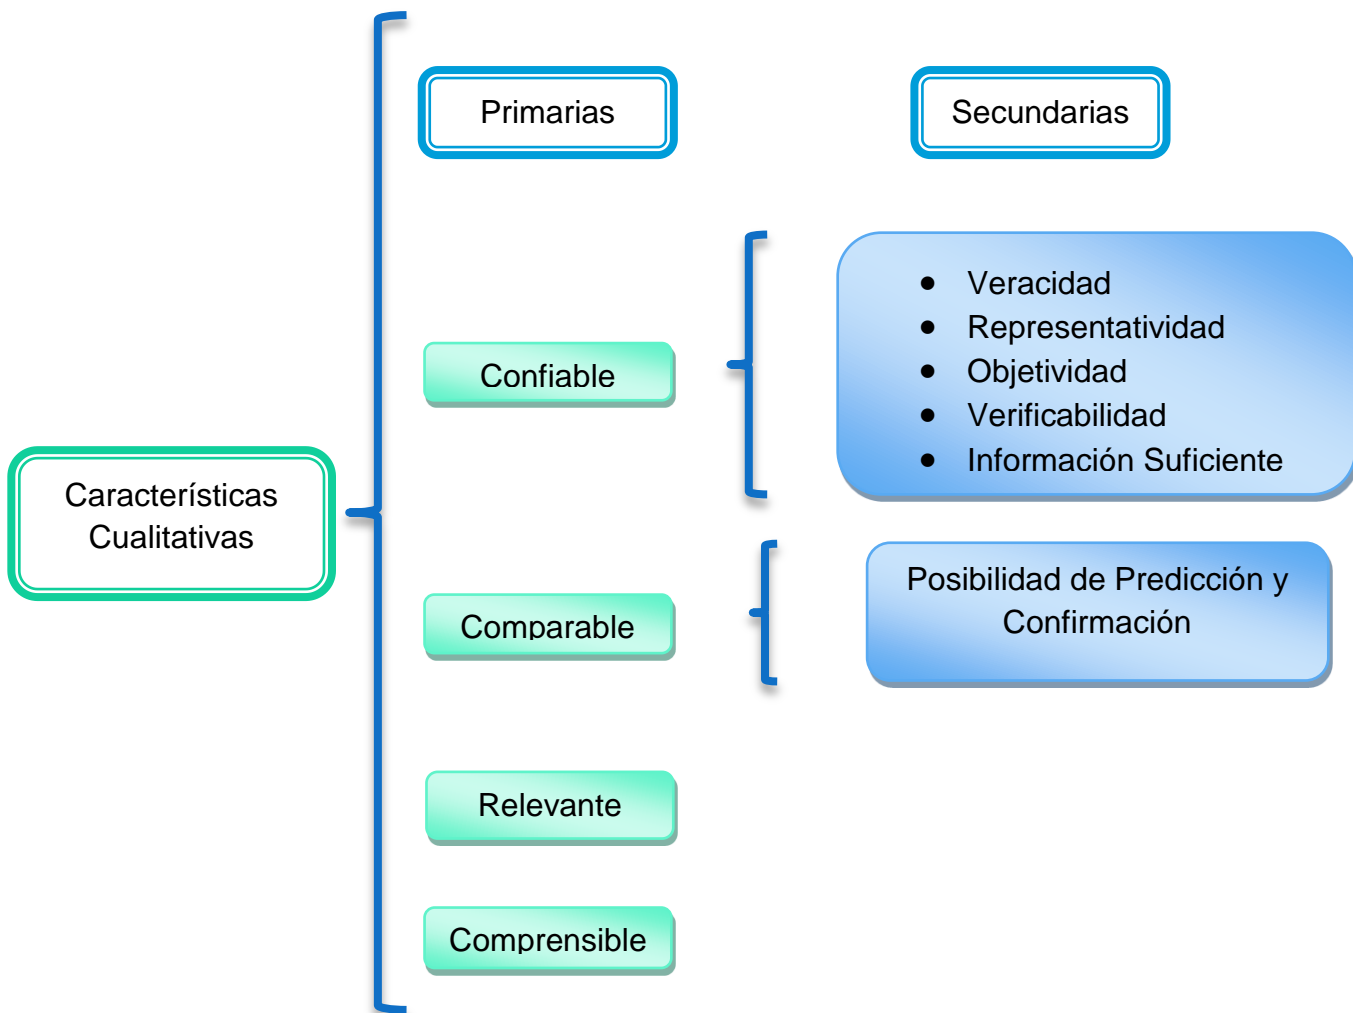 Primarias
Secundarias
Características
Cualitativas
Confiable
● Veracidad
● Representatividad
● Objetividad
● Verificabilidad
● Información Suficiente
Comparable
Posibilidad de Predicción y
Confirmación
Relevante
Comprensible